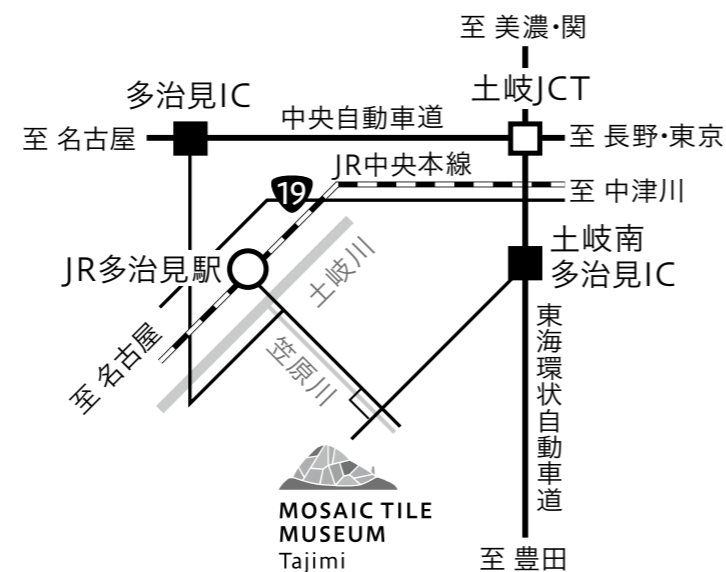 至 美濃・関
多治見IC
土岐JCT
中央自動車道
至 名古屋
至 長野・東京
JR中央本線
19
至 中津川
土岐南
多治見IC
JR多治見駅
土岐川
至 名古屋
笠原川
東海環状自動車道
MOSAIC TILE
MUSEUM
Tajimi
至 豊田